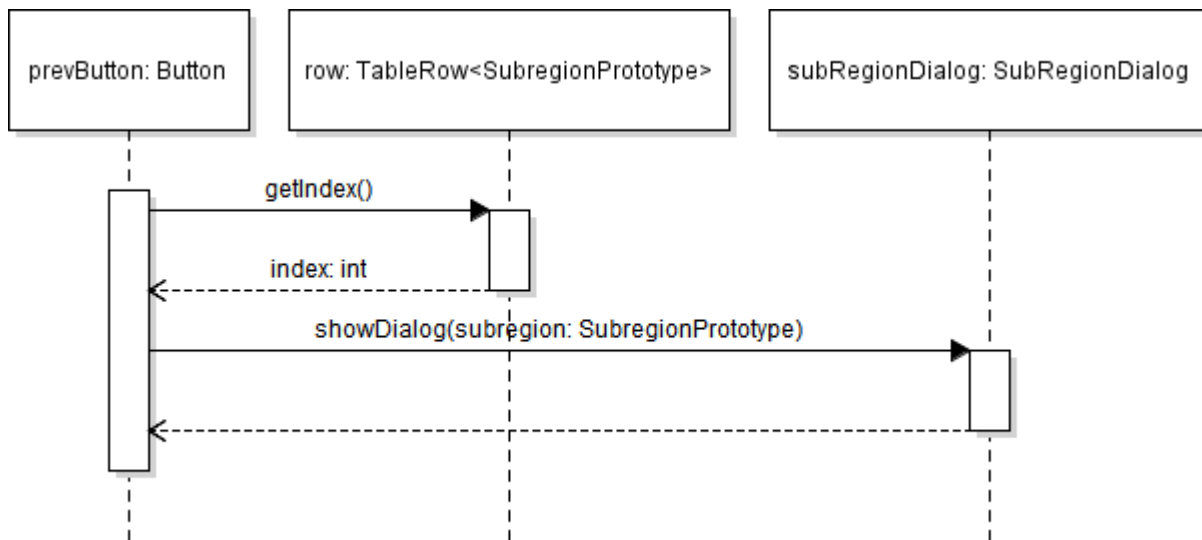 prevButton: Button
row: TableRow<SubregionPrototype>
subRegionDialog: SubRegionDialog
getIndex()
index: int
showDialog(subregion: SubregionPrototype)